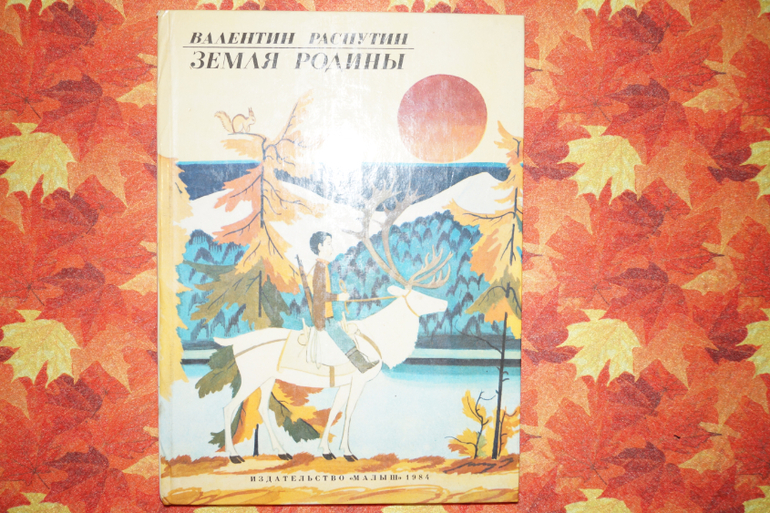 ВАЛЕНТИН РАСПУТИН
ЗЕМЛЯ РОДИНЫ
ИЗДАТЕЛЬСТВО «МАЛЫШ» 1984